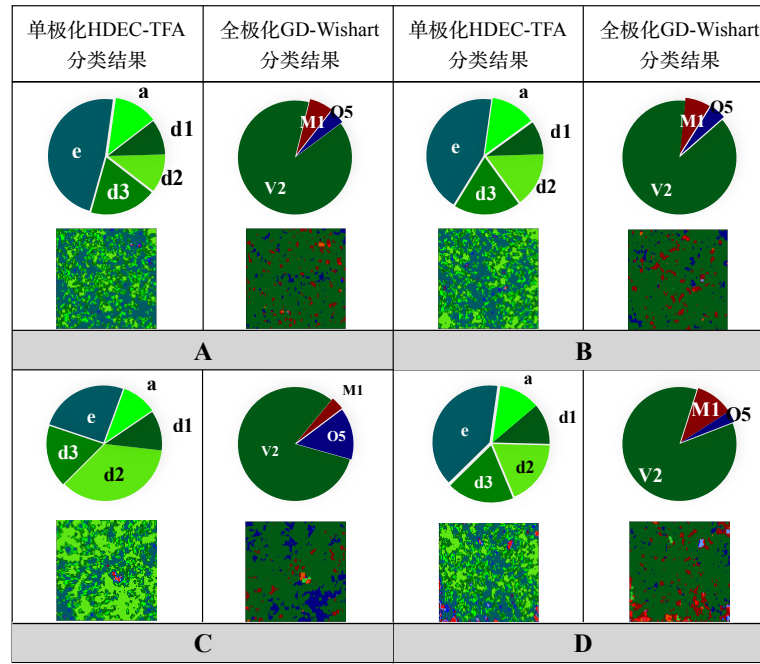 单极化HDEC-TFA
分类结果
全极化GD-Wishart
分类结果
单极化HDEC-TFA
分类结果
全极化GD-Wishart
分类结果
a
e
d1
d2
d3
M1
O5
V2
a
e
d1
d2
d3
M1
O5
V2
A
B
a
e
d1
d3
d2
M1
V2
O5
a
e
d1
d2
d3
M1
O5
V2
C
D